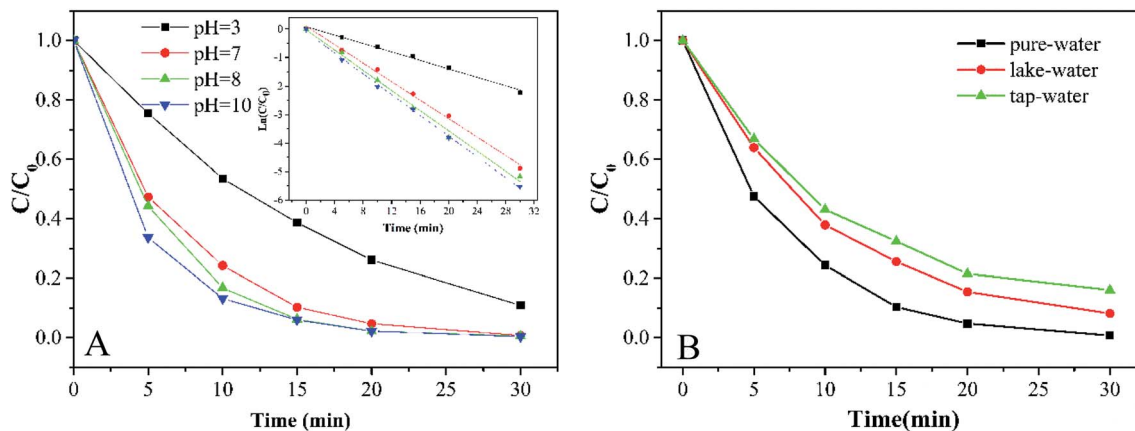 pH=3
pH=7
pH=8
pH=10
C/C0
1.0
0.8
0.6
0.4
0.2
0.0
A
0
5
10
15
20
25
30
Time (min)
Ln(C/C0)
0
-1
-2
-3
-4
-5
-6
0
4
8
12
16
20
24
28
32
Time (min)
pure-water
lake-water
tap-water
C/C0
1.0
0.8
0.6
0.4
0.2
0.0
B
0
5
10
15
20
25
30
Time(min)